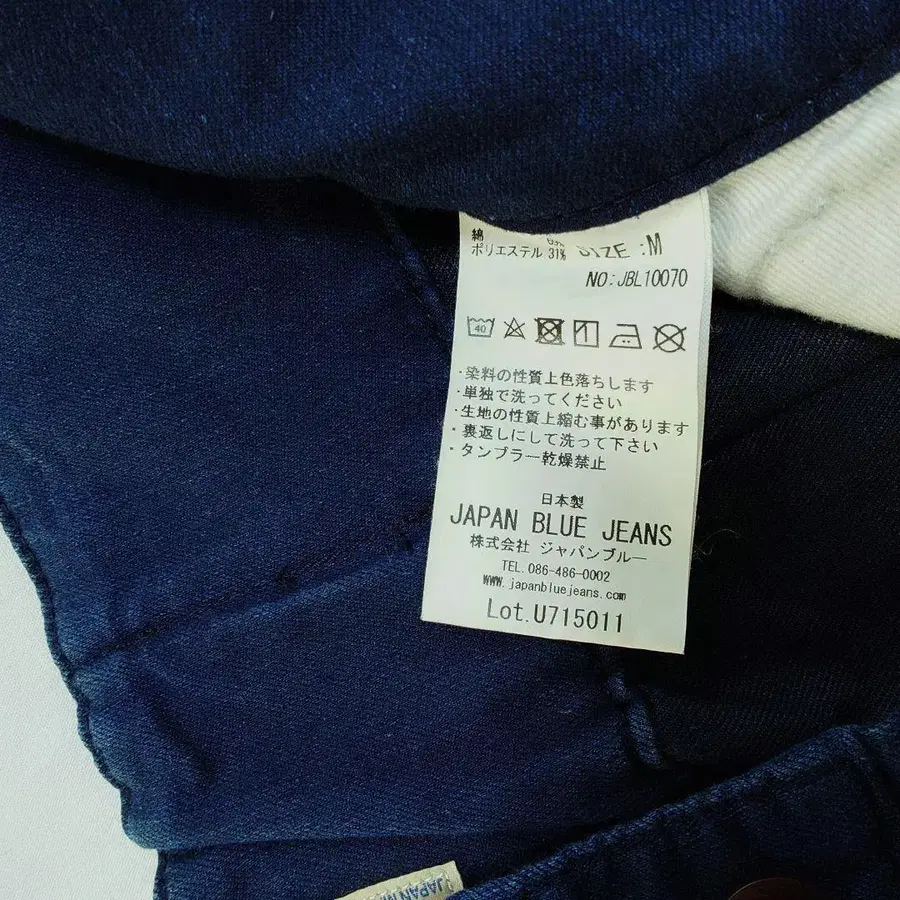 綿
ポリエステル 31% SIZE :M
NO:JBL10070
40
・染料の性質上色落ちします
・単独で洗ってください
・生地の性質上縮む事があります
・裏返しにして洗って下さい
・タンブラー乾燥禁止
日本製
JAPAN BLUE JEANS
株式会社 ジャパンブルー
TEL.086-486-0002
www.japanbluejeans.com
Lot.U715011
JAPAN